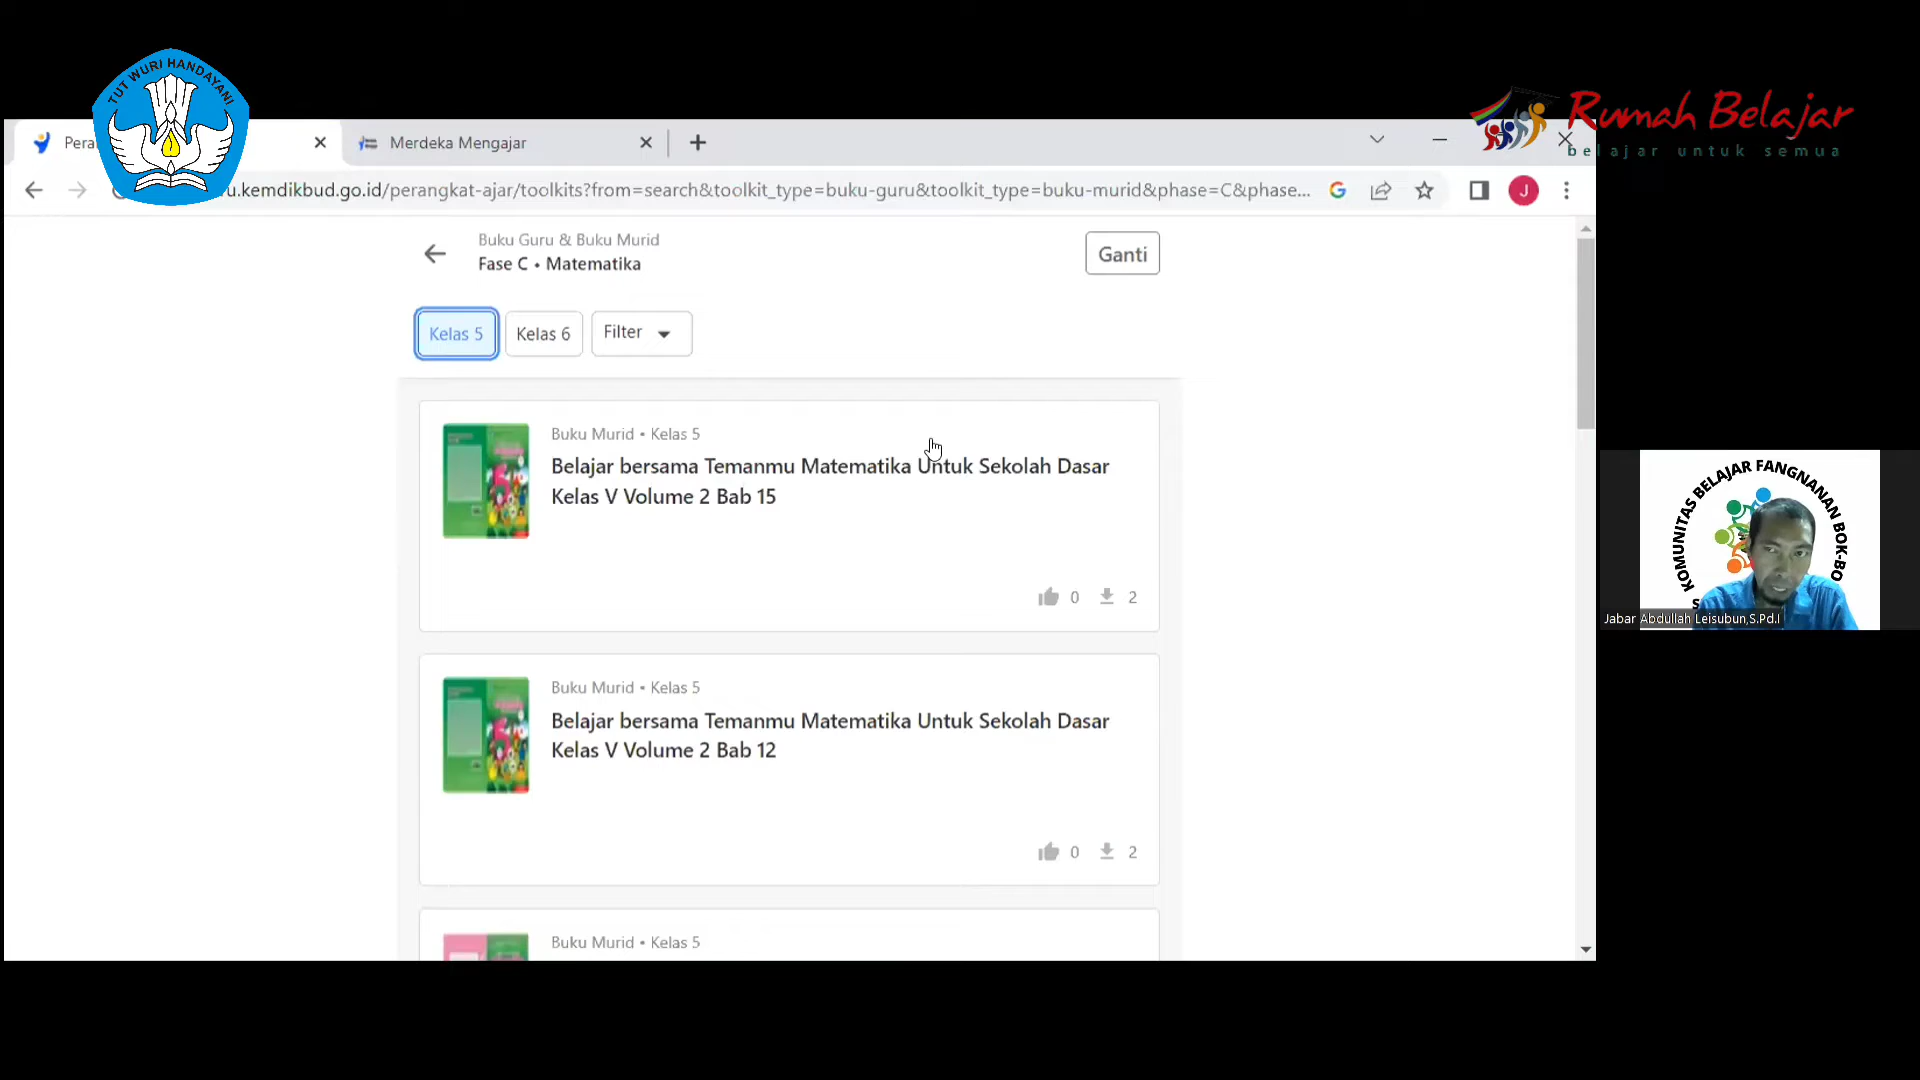 TUT WURI HANDAYANI
Rumah Belajar
belajar untuk semua
Pera
Merdeka Mengajar
u.kemdikbud.go.id/perangkat-ajar/toolkits?from=search&toolkit_type=buku-guru&toolkit_type=buku-murid&phase=C&phase...
J
Buku Guru & Buku Murid
Fase C • Matematika
Ganti
Kelas 5
Kelas 6
Filter
Buku Murid • Kelas 5
Belajar bersama Temanmu Matematika Untuk Sekolah Dasar
Kelas V Volume 2 Bab 15
0
2
Buku Murid • Kelas 5
Belajar bersama Temanmu Matematika Untuk Sekolah Dasar
Kelas V Volume 2 Bab 12
0
2
Buku Murid • Kelas 5
KOMUNITAS BELAJAR FANGNANAN BOK-BO
Jabar Abdullah Leisubun,S.Pd.I